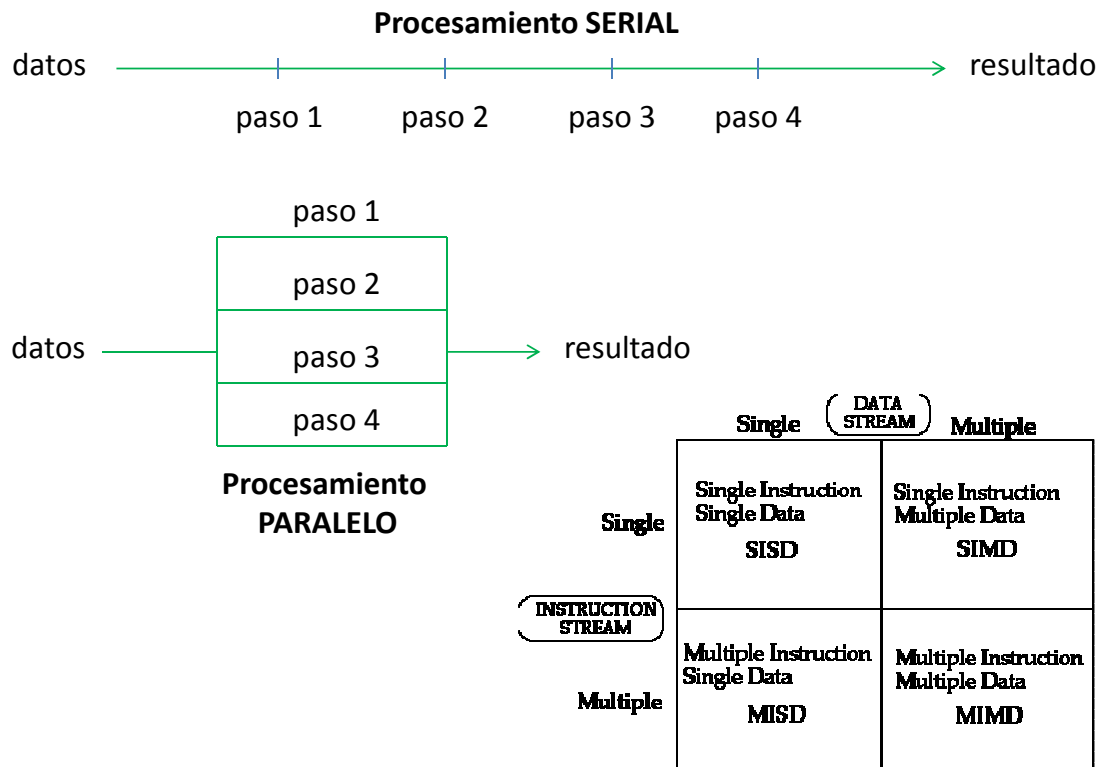 Procesamiento SERIAL
datos
resultado
paso 1
paso 2
paso 3
paso 4
paso 1
paso 2
datos
paso 3
resultado
paso 4
Procesamiento
PARALELO
DATA
STREAM
Single
Multiple
Single
Single Instruction
Single Data
SISD
Single Instruction
Multiple Data
SIMD
INSTRUCTION
STREAM
Multiple
Multiple Instruction
Single Data
MISD
Multiple Instruction
Multiple Data
MIMD